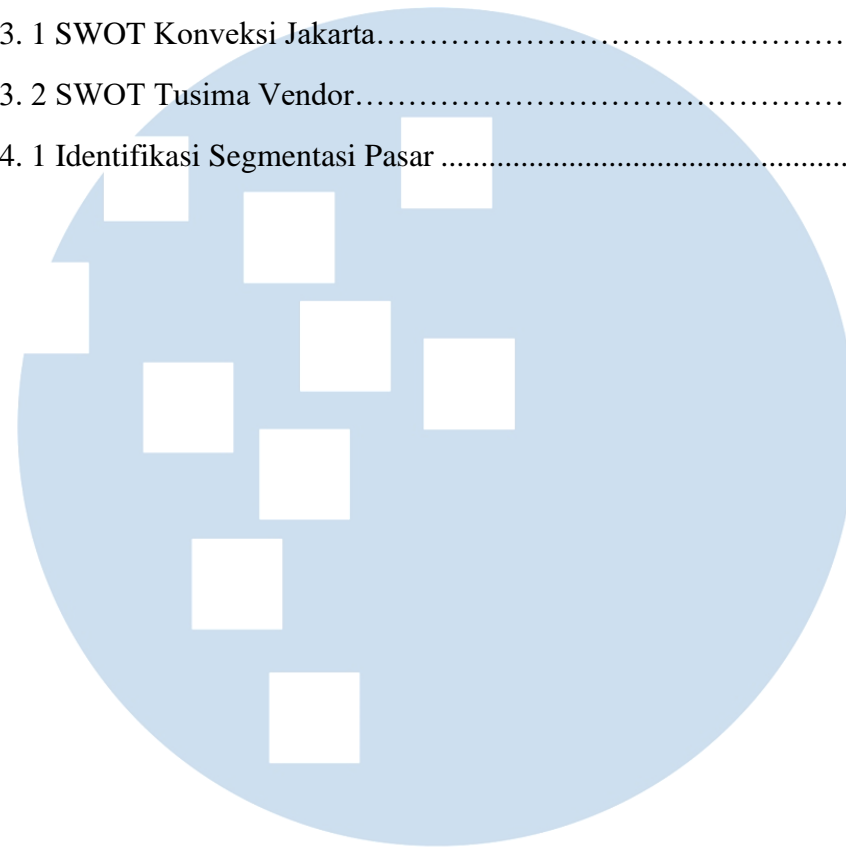 3. 1 SWOT Konveksi Jakarta……………………………………
3. 2 SWOT Tusima Vendor………………………………………
4. 1 Identifikasi Segmentasi Pasar ...................................................